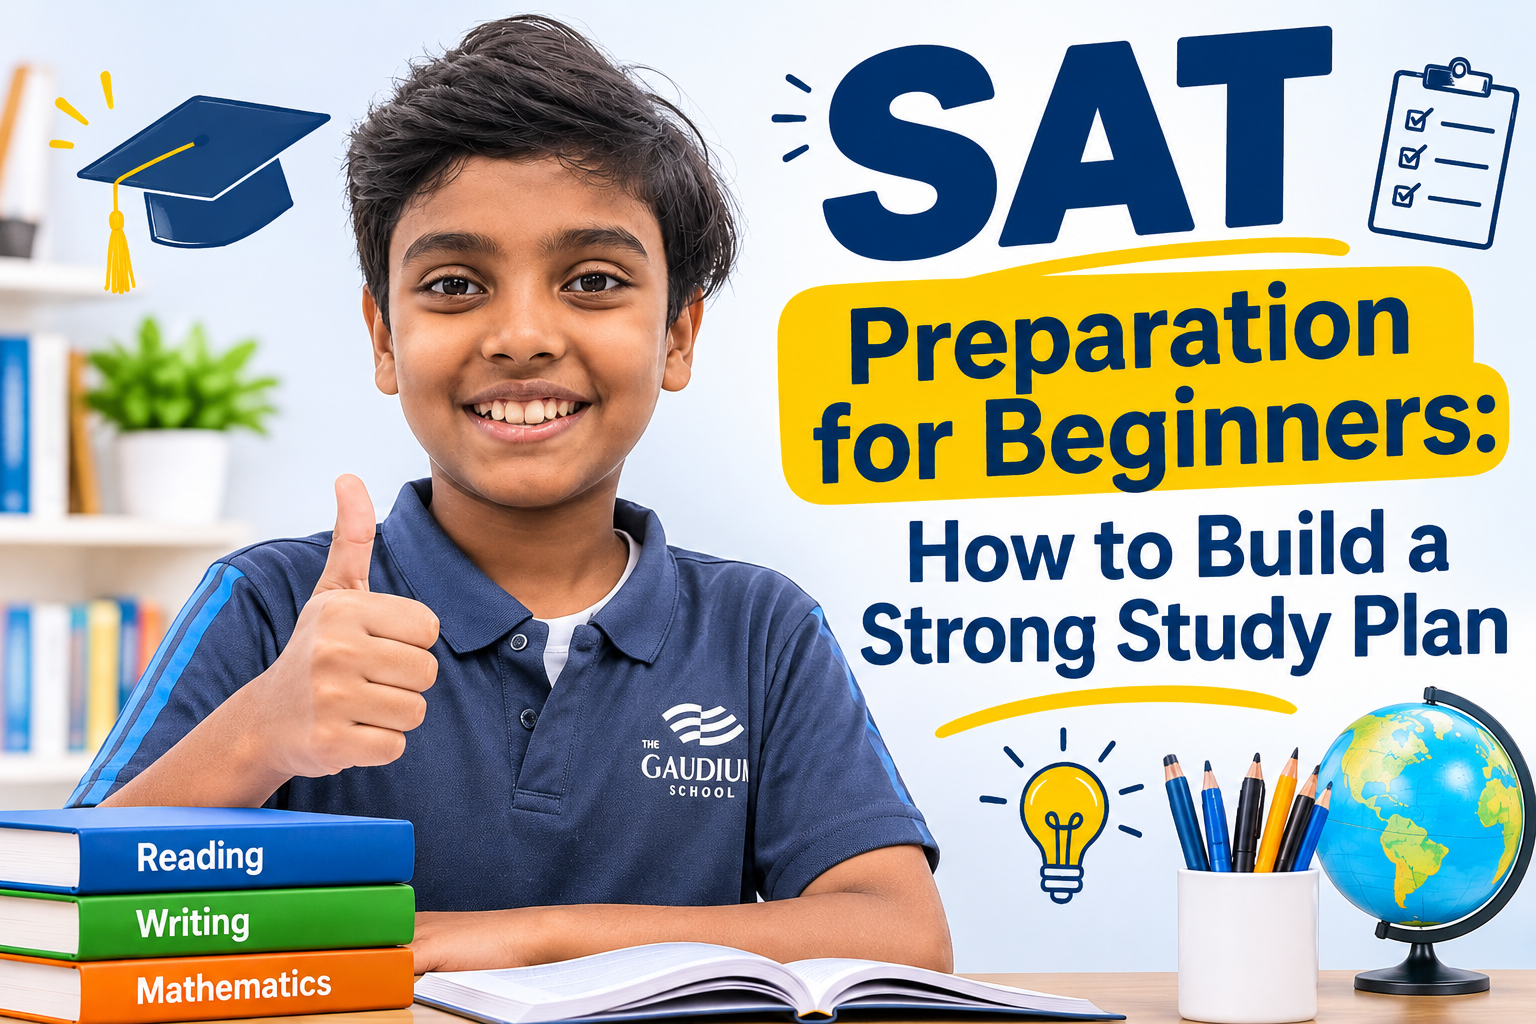 SAT
Preparation
for Beginners:
How to Build a
Strong Study Plan
THE
GAUDIUM
SCHOOL
Reading
Writing
Mathematics